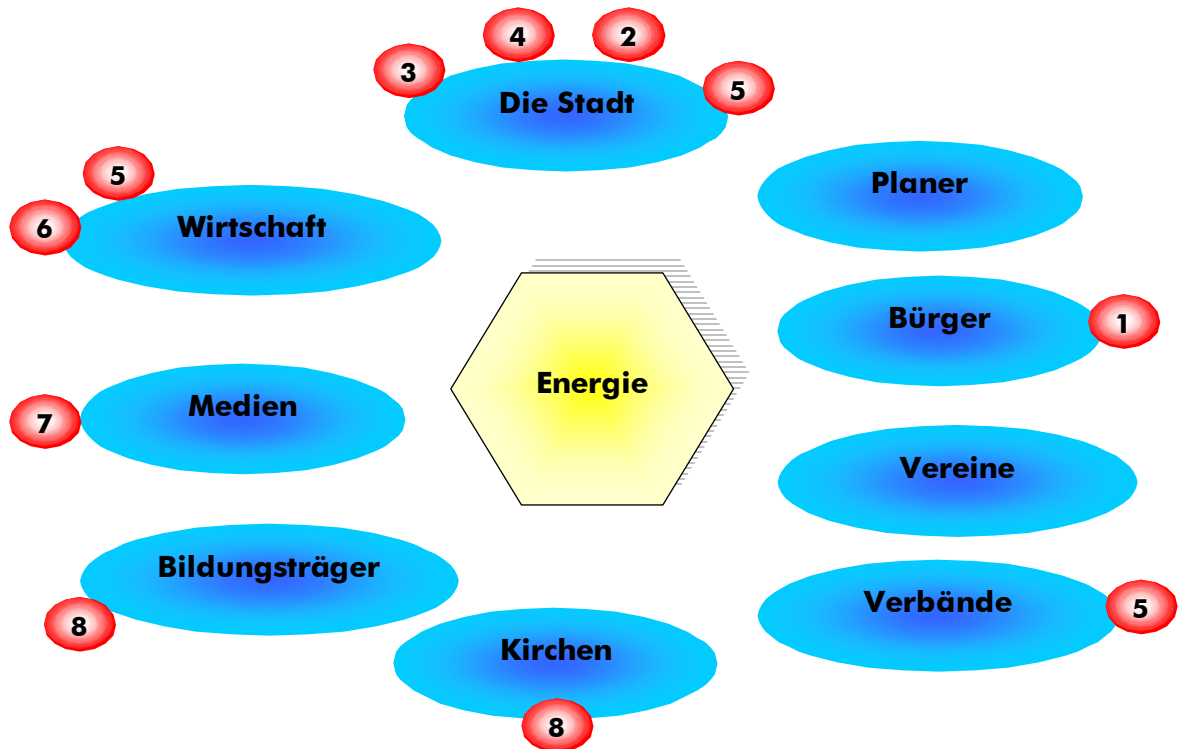 4
2
3
5
Die Stadt
5
Planer
6
Wirtschaft
Bürger
1
Energie
Medien
7
Vereine
Bildungsträger
Verbände
5
8
Kirchen
8